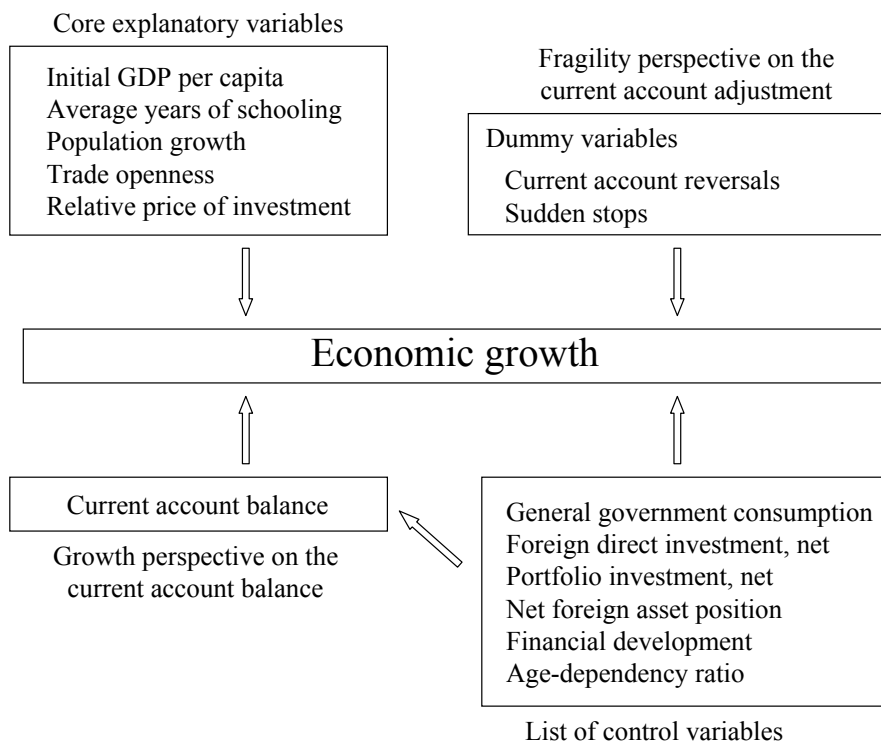 Core explanatory variables
Initial GDP per capita
Average years of schooling
Population growth
Trade openness
Relative price of investment
Fragility perspective on the
current account adjustment
Dummy variables
Current account reversals
Sudden stops
Economic growth
Current account balance
Growth perspective on the
current account balance
General government consumption
Foreign direct investment, net
Portfolio investment, net
Net foreign asset position
Financial development
Age-dependency ratio
List of control variables